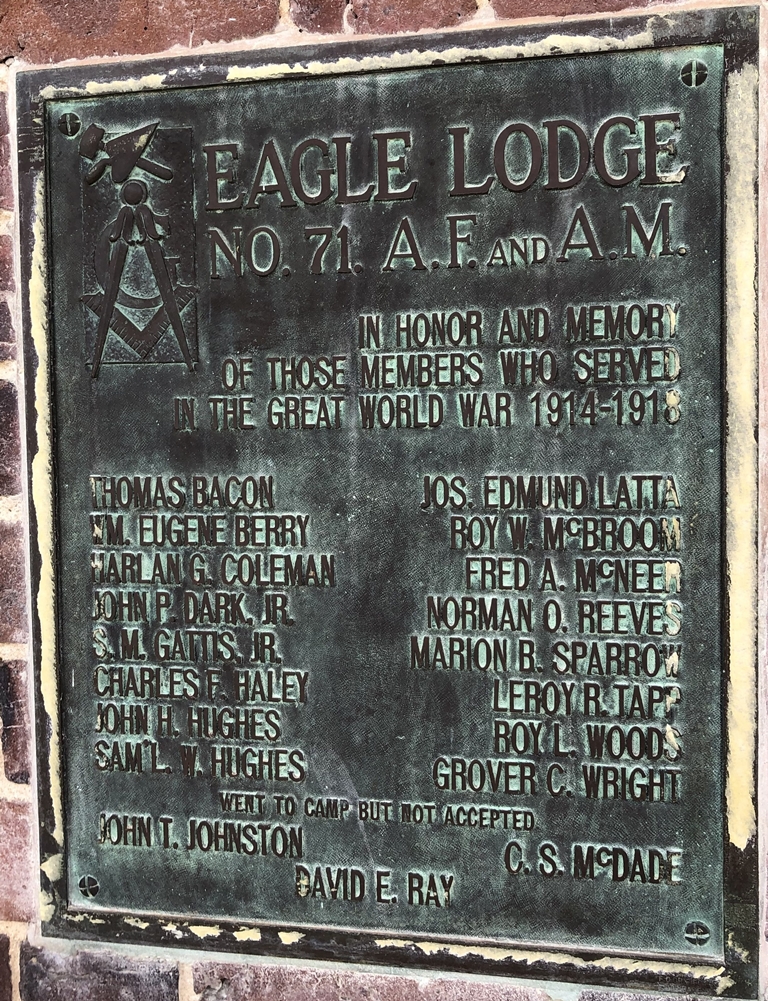 EAGLE LODGE
NO. 71. A.F. AND A.M.
IN HONOR AND MEMORY
OF THOSE MEMBERS WHO SERVED
IN THE GREAT WORLD WAR 1914-1918
THOMAS BACON
WM. EUGENE BERRY
HARLAN G. COLEMAN
JOHN P. DARK, JR.
S. M. GATTIS, JR.
CHARLES F. HALEY
JOHN H. HUGHES
SAM'L. W. HUGHES
JOS. EDMUND LATTA
ROY W. McBROOM
FRED A. McNEER
NORMAN O. REEVES
MARION B. SPARROW
LEROY R. TAPP
ROY L. WOODS
GROVER C. WRIGHT
WENT TO CAMP BUT NOT ACCEPTED.
JOHN T. JOHNSTON
C. S. McDADE
DAVID E. RAY